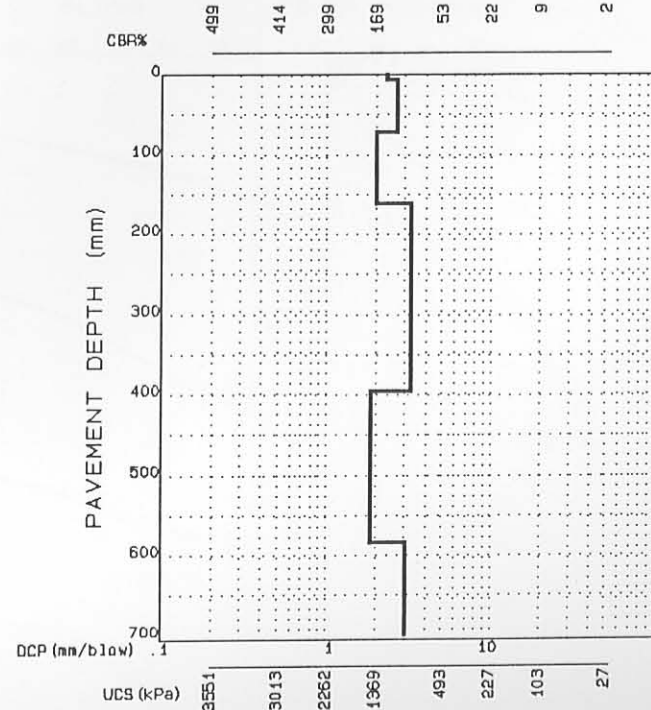 CBR% 499 414 299 169 53 22 9 2
0
100
200
300
400
500
600
700
PAVEMENT DEPTH (mm)
DCP (mm/blow) .1 1 10
UCS (kPa) 3551 3013 2262 1369 493 227 103 27